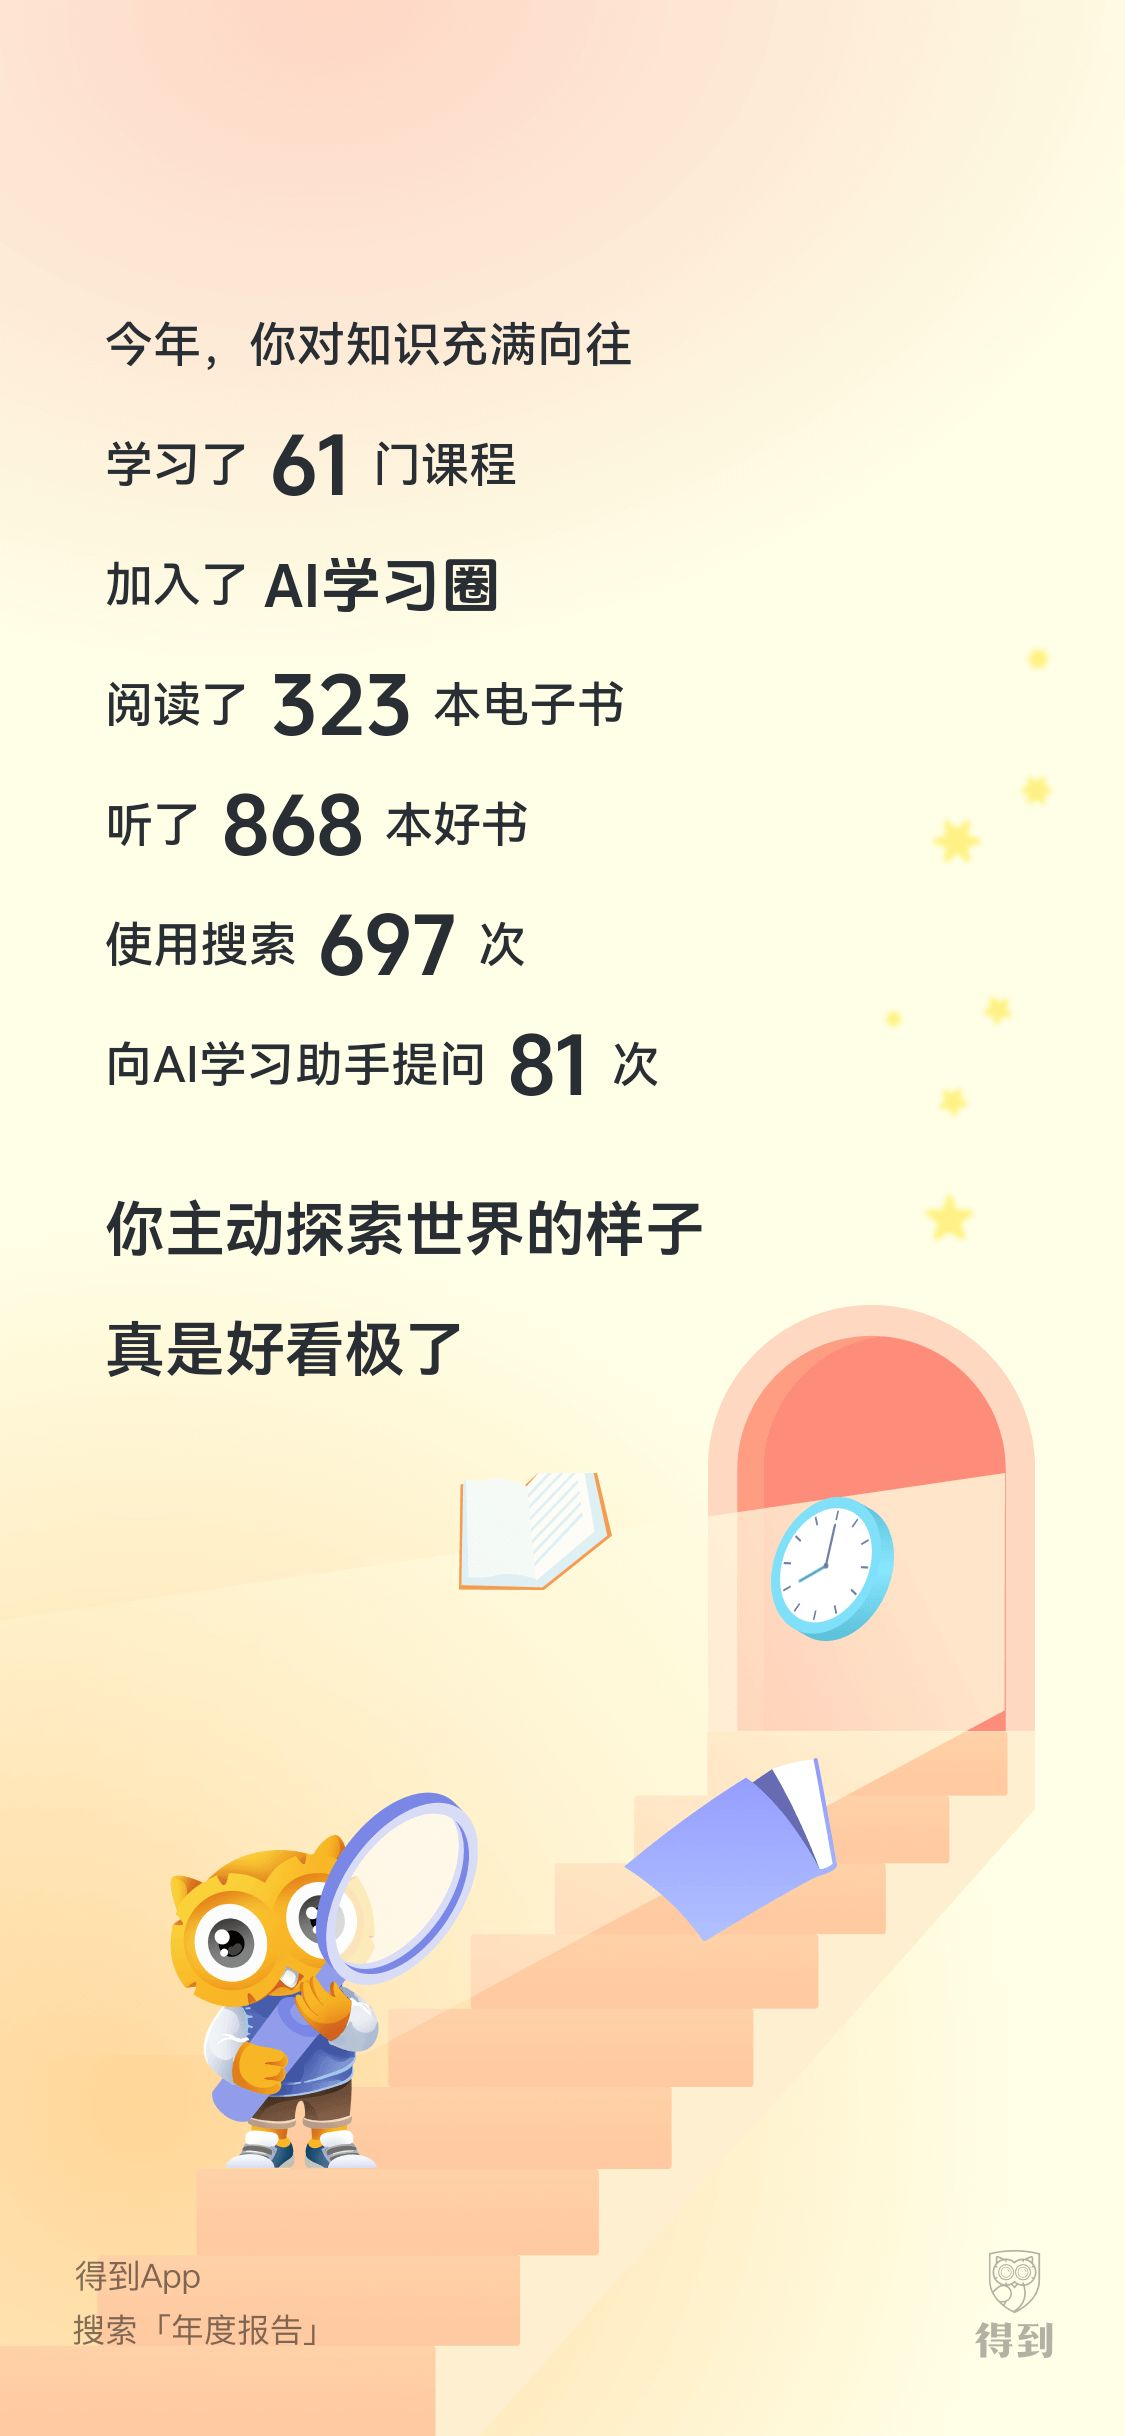 今年，你对知识充满向往
学习了 61 门课程
加入了 AI学习圈
阅读了 323 本电子书
听了 868 本好书
使用搜索 697 次
向AI学习助手提问 81 次
你主动探索世界的样子
真是好看极了
得到App
搜索「年度报告」
得到